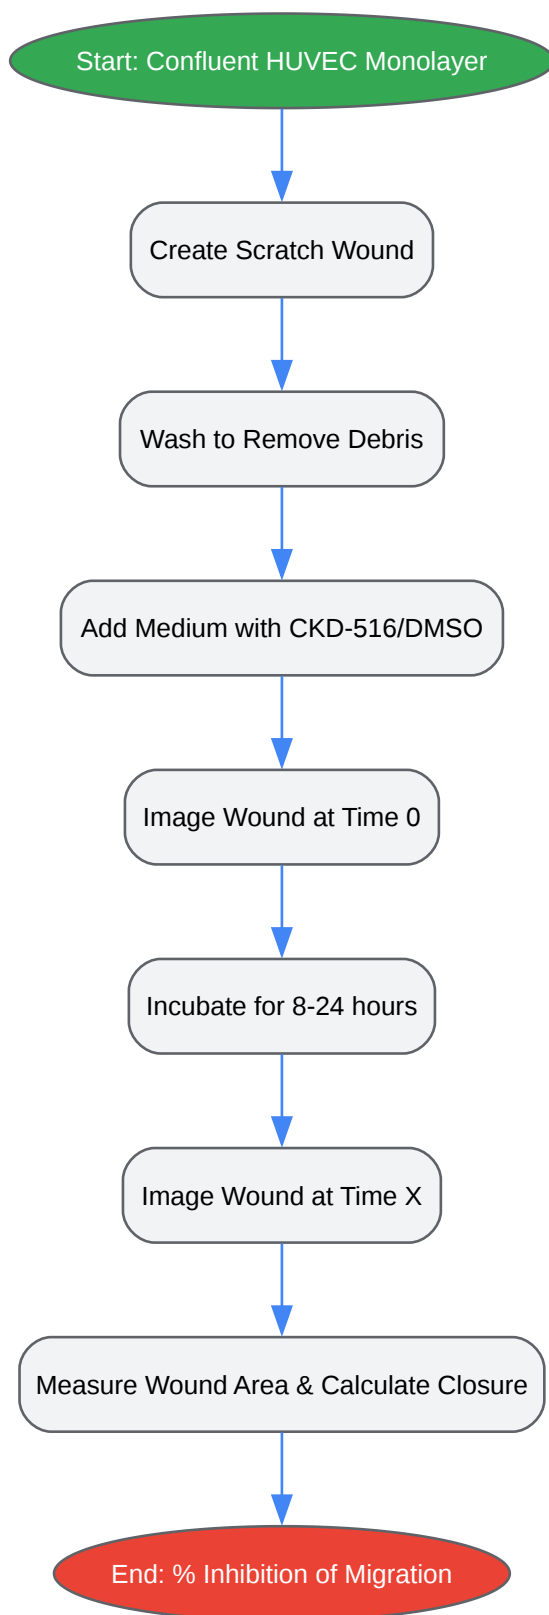 Start: Confluent HUVEC Monolayer
Create Scratch Wound
Wash to Remove Debris
Add Medium with CKD-516/DMSO
Image Wound at Time 0
Incubate for 8-24 hours
Image Wound at Time X
Measure Wound Area & Calculate Closure
End: % Inhibition of Migration